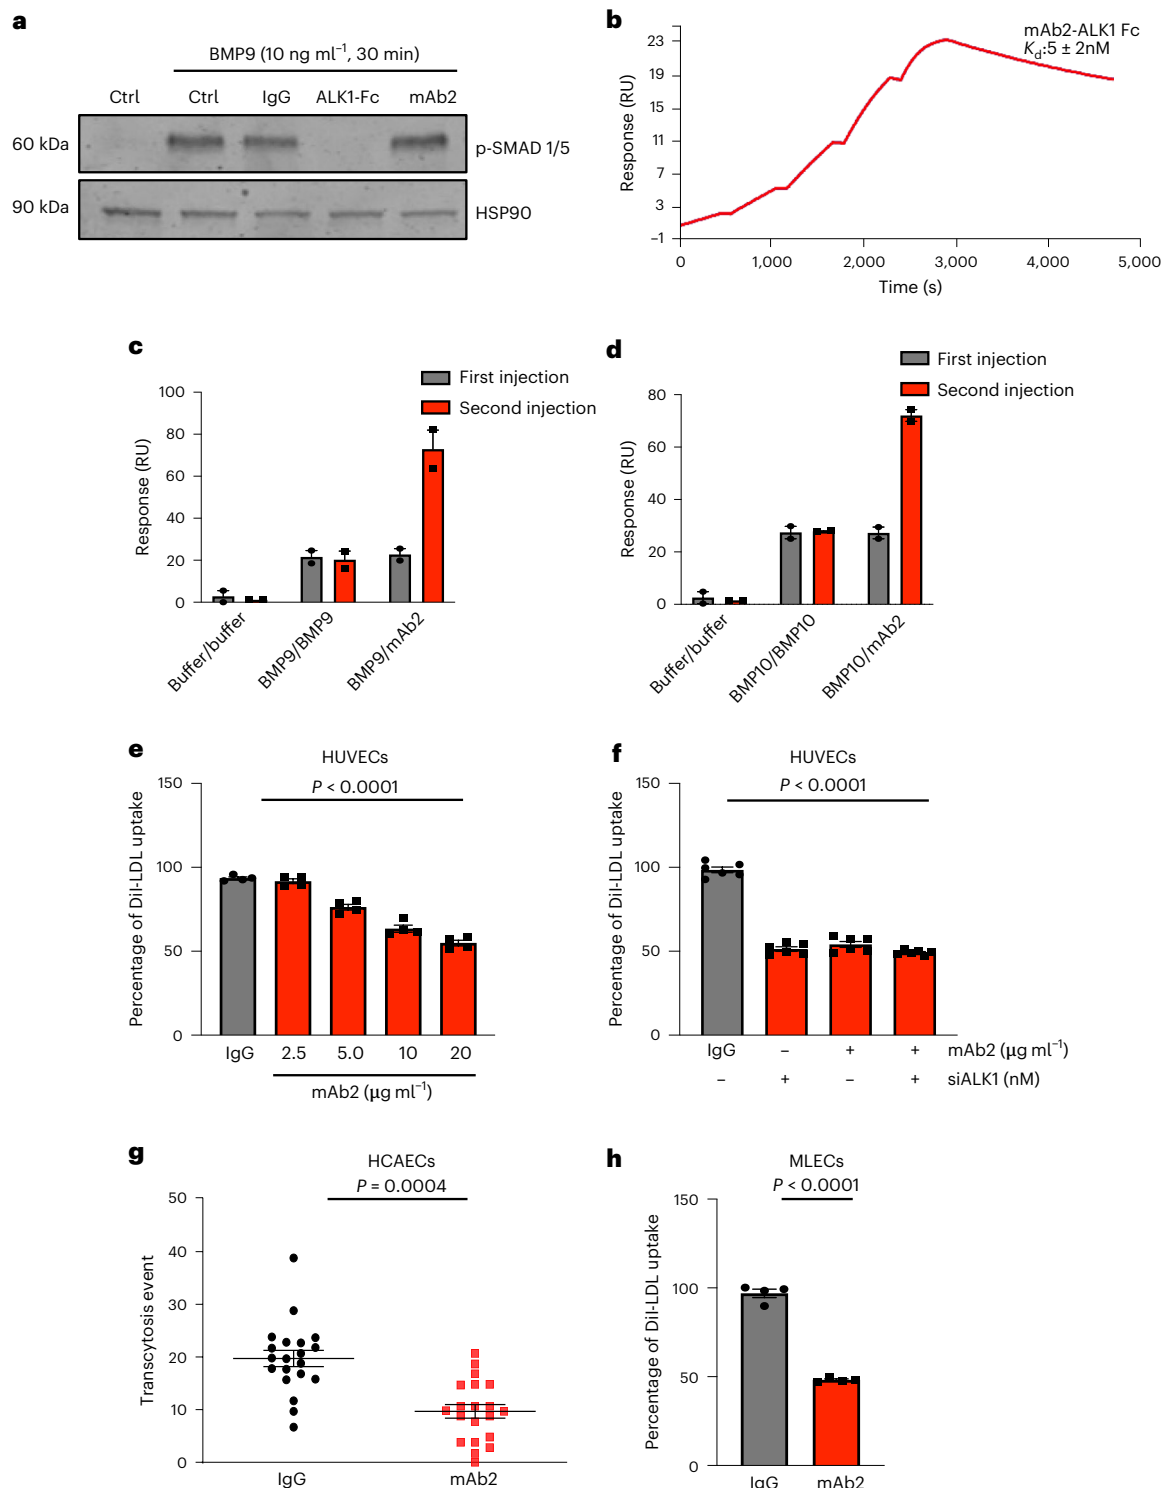 a
BMP9 (10 ng ml⁻¹, 30 min)
Ctrl Ctrl IgG ALK1-Fc mAb2
60 kDa p-SMAD 1/5
90 kDa HSP90
b
mAb2-ALK1 Fc
Kd:5 ± 2nM
Response (RU)
23
19
15
11
7
3
–1
0 1,000 2,000 3,000 4,000 5,000
Time (s)
c
First injection
Second injection
Response (RU)
100
80
60
40
20
0
Buffer/buffer BMP9/BMP9 BMP9/mAb2
d
First injection
Second injection
Response (RU)
80
60
40
20
0
Buffer/buffer BMP10/BMP10 BMP10/mAb2
e
HUVECs
P < 0.0001
Percentage of DiI-LDL uptake
150
100
50
0
IgG 2.5 5.0 10 20
mAb2 (µg ml⁻¹)
f
HUVECs
P < 0.0001
Percentage of DiI-LDL uptake
150
100
50
0
IgG – + + mAb2 (µg ml⁻¹)
– + – + siALK1 (nM)
g
HCAECs
P = 0.0004
Transcytosis event
50
40
30
20
10
0
IgG mAb2
h
MLECs
P < 0.0001
Percentage of DiI-LDL uptake
150
100
50
0
IgG mAb2